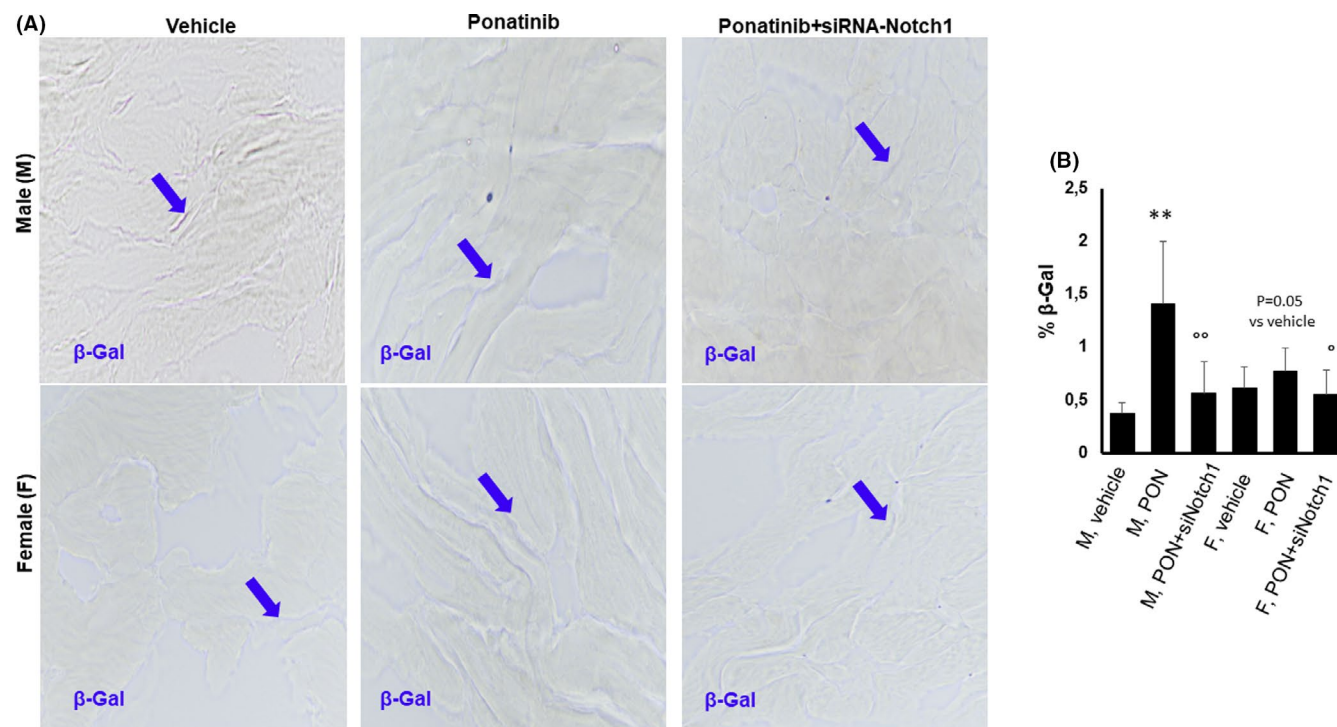 (A)
Vehicle
Ponatinib
Ponatinib+siRNA-Notch1
Male (M)
β-Gal
β-Gal
β-Gal
Female (F)
β-Gal
β-Gal
β-Gal
(B)
% β-Gal
2,5
2
1,5
1
0,5
0
**
°°
P=0.05
vs vehicle
°
M, vehicle
M, PON
M, PON+siNotch1
F, vehicle
F, PON
F, PON+siNotch1